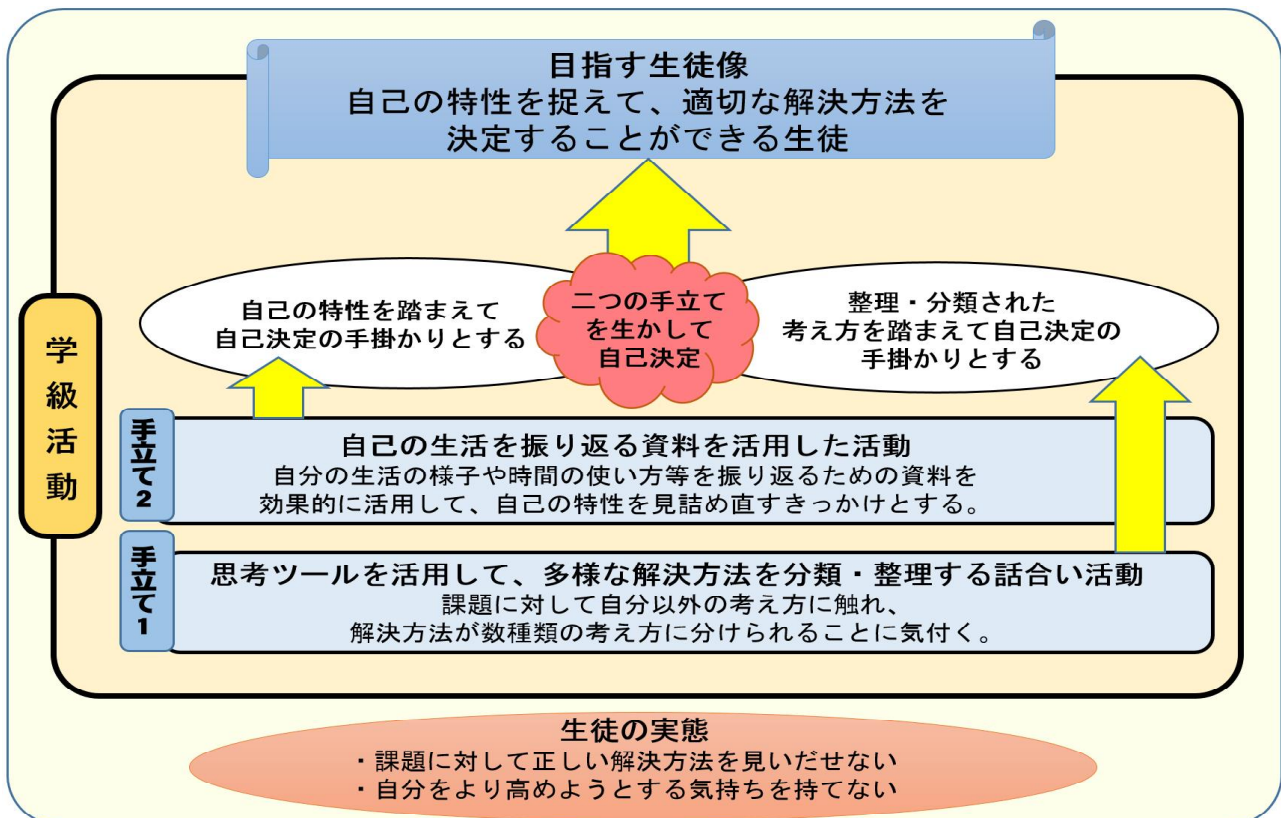 目指す生徒像
自己の特性を捉えて、適切な解決方法を
決定することができる生徒
自己の特性を踏まえて
自己決定の手掛かりとする
二つの手立て
を生かして
自己決定
整理・分類された
考え方を踏まえて自己決定の
手掛かりとする
学級活動
手立て2
自己の生活を振り返る資料を活用した活動
自分の生活の様子や時間の使い方等を振り返るための資料を
効果的に活用して、自己の特性を見詰め直すきっかけとする。
手立て1
思考ツールを活用して、多様な解決方法を分類・整理する話合い活動
課題に対して自分以外の考え方に触れ、
解決方法が数種類の考え方に分けられることに気付く。
生徒の実態
・課題に対して正しい解決方法を見いだせない
・自分をより高めようとする気持ちを持てない